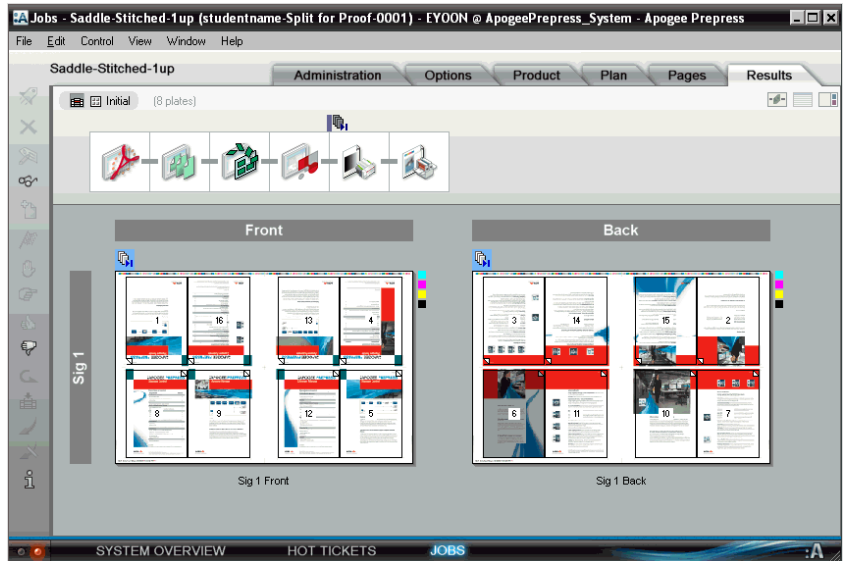 :A Jobs - Saddle-Stitched-1up (studentname-Split for Proof-0001) - EYOON @ ApogeePrepress_System - Apogee Prepress
File Edit Control View Window Help
Saddle-Stitched-1up
Administration Options Product Plan Pages Results
Initial (8 plates)
Front Back
Sig 1
1 16 13 4 3 14 15 2
8 9 12 5 6 11 10 7
Sig 1 Front Sig 1 Back
SYSTEM OVERVIEW HOT TICKETS JOBS :A